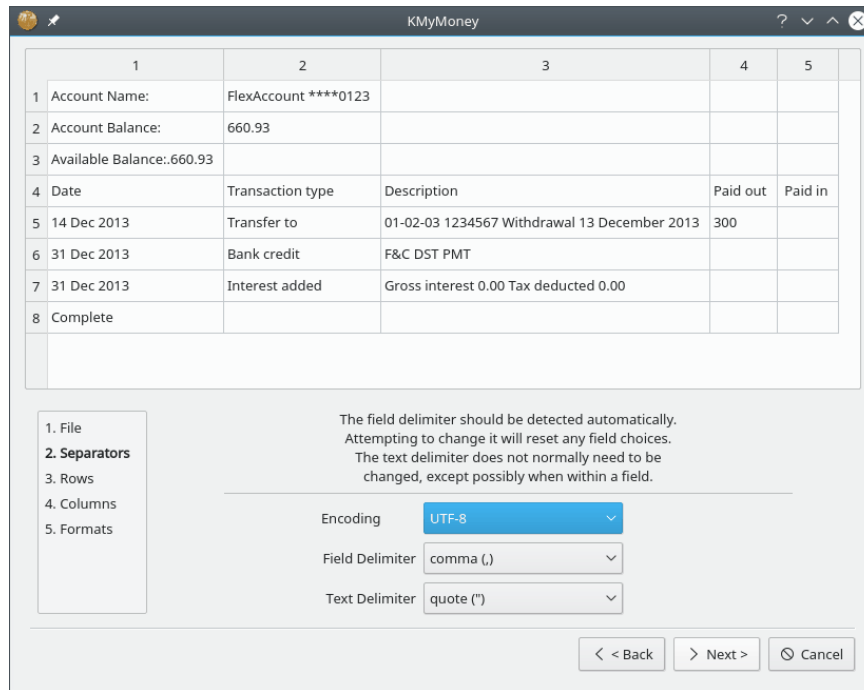 KMyMoney
1 2 3 4 5
1 Account Name: FlexAccount ****0123
2 Account Balance: 660.93
3 Available Balance:.660.93
4 Date Transaction type Description Paid out Paid in
5 14 Dec 2013 Transfer to 01-02-03 1234567 Withdrawal 13 December 2013 300
6 31 Dec 2013 Bank credit F&C DST PMT
7 31 Dec 2013 Interest added Gross interest 0.00 Tax deducted 0.00
8 Complete
1. File
2. Separators
3. Rows
4. Columns
5. Formats
The field delimiter should be detected automatically.
Attempting to change it will reset any field choices.
The text delimiter does not normally need to be
changed, except possibly when within a field.
Encoding UTF-8
Field Delimiter comma (,)
Text Delimiter quote (")
< Back Next > Cancel